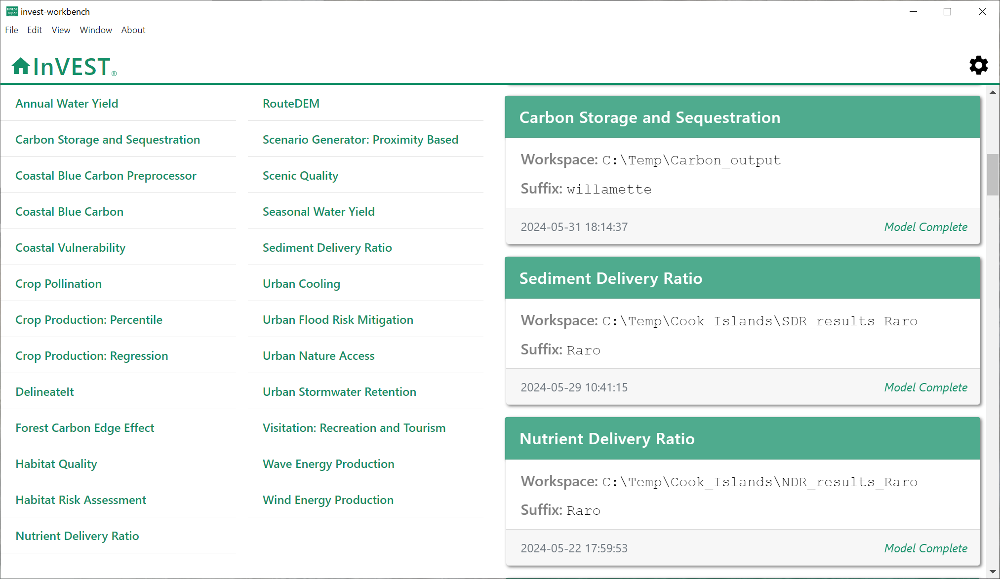 InVEST
invest-workbench
File Edit View Window About
InVEST®
Annual Water Yield
Carbon Storage and Sequestration
Coastal Blue Carbon Preprocessor
Coastal Blue Carbon
Coastal Vulnerability
Crop Pollination
Crop Production: Percentile
Crop Production: Regression
DelineateIt
Forest Carbon Edge Effect
Habitat Quality
Habitat Risk Assessment
Nutrient Delivery Ratio
RouteDEM
Scenario Generator: Proximity Based
Scenic Quality
Seasonal Water Yield
Sediment Delivery Ratio
Urban Cooling
Urban Flood Risk Mitigation
Urban Nature Access
Urban Stormwater Retention
Visitation: Recreation and Tourism
Wave Energy Production
Wind Energy Production
Carbon Storage and Sequestration
Workspace: C:\Temp\Carbon_output
Suffix: willamette
2024-05-31 18:14:37 Model Complete
Sediment Delivery Ratio
Workspace: C:\Temp\Cook_Islands\SDR_results_Raro
Suffix: Raro
2024-05-29 10:41:15 Model Complete
Nutrient Delivery Ratio
Workspace: C:\Temp\Cook_Islands\NDR_results_Raro
Suffix: Raro
2024-05-22 17:59:53 Model Complete